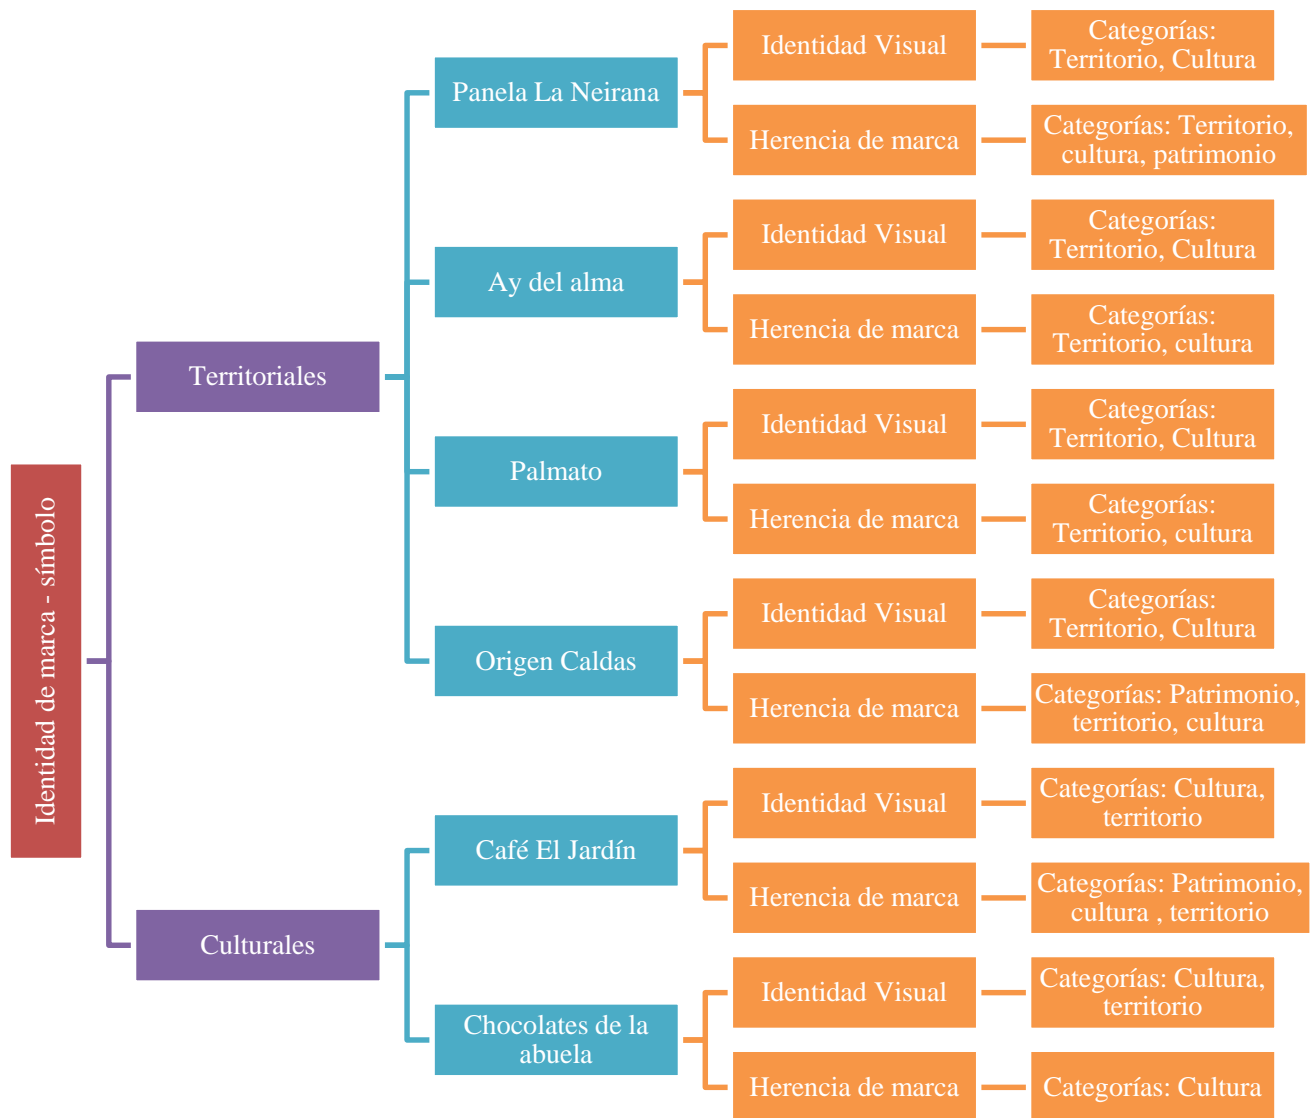 Identidad de marca - símbolo
Territoriales
Panela La Neirana
Identidad Visual
Categorías:
Territorio, Cultura
Herencia de marca
Categorías: Territorio,
cultura, patrimonio
Ay del alma
Identidad Visual
Categorías:
Territorio, Cultura
Herencia de marca
Categorías:
Territorio, cultura
Palmato
Identidad Visual
Categorías:
Territorio, Cultura
Herencia de marca
Categorías:
Territorio, cultura
Origen Caldas
Identidad Visual
Categorías:
Territorio, Cultura
Herencia de marca
Categorías: Patrimonio,
territorio, cultura
Culturales
Café El Jardín
Identidad Visual
Categorías: Cultura,
territorio
Herencia de marca
Categorías: Patrimonio,
cultura , territorio
Chocolates de la
abuela
Identidad Visual
Categorías: Cultura,
territorio
Herencia de marca
Categorías: Cultura